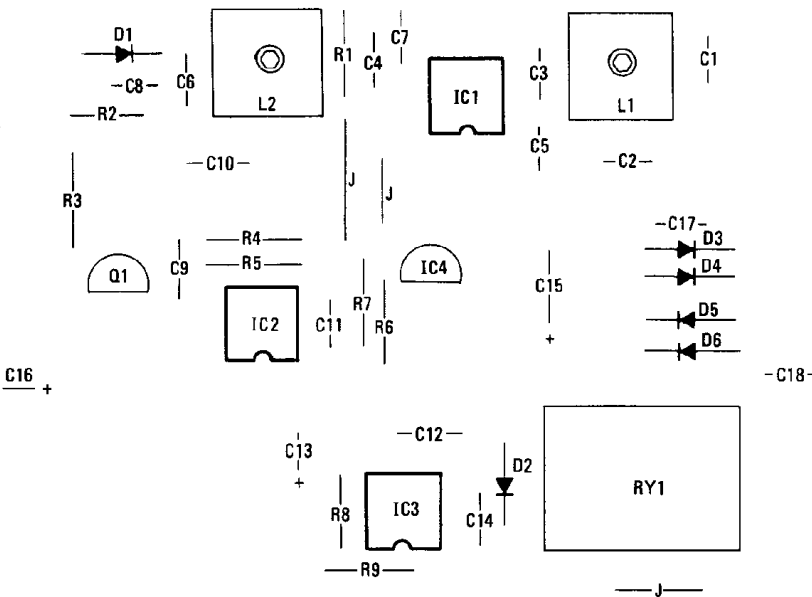 D1
C7
R1
C4
C8
C6
L2
IC1
C3
L1
C1
R2
C5
C10
C2
J
J
R3
C17
R4
D3
Q1
C9
R5
IC4
D4
C15
R7
D5
IC2
C11
R6
+
D6
C16
+
C18
C12
C13
D2
+
RY1
R8
IC3
C14
R9
J